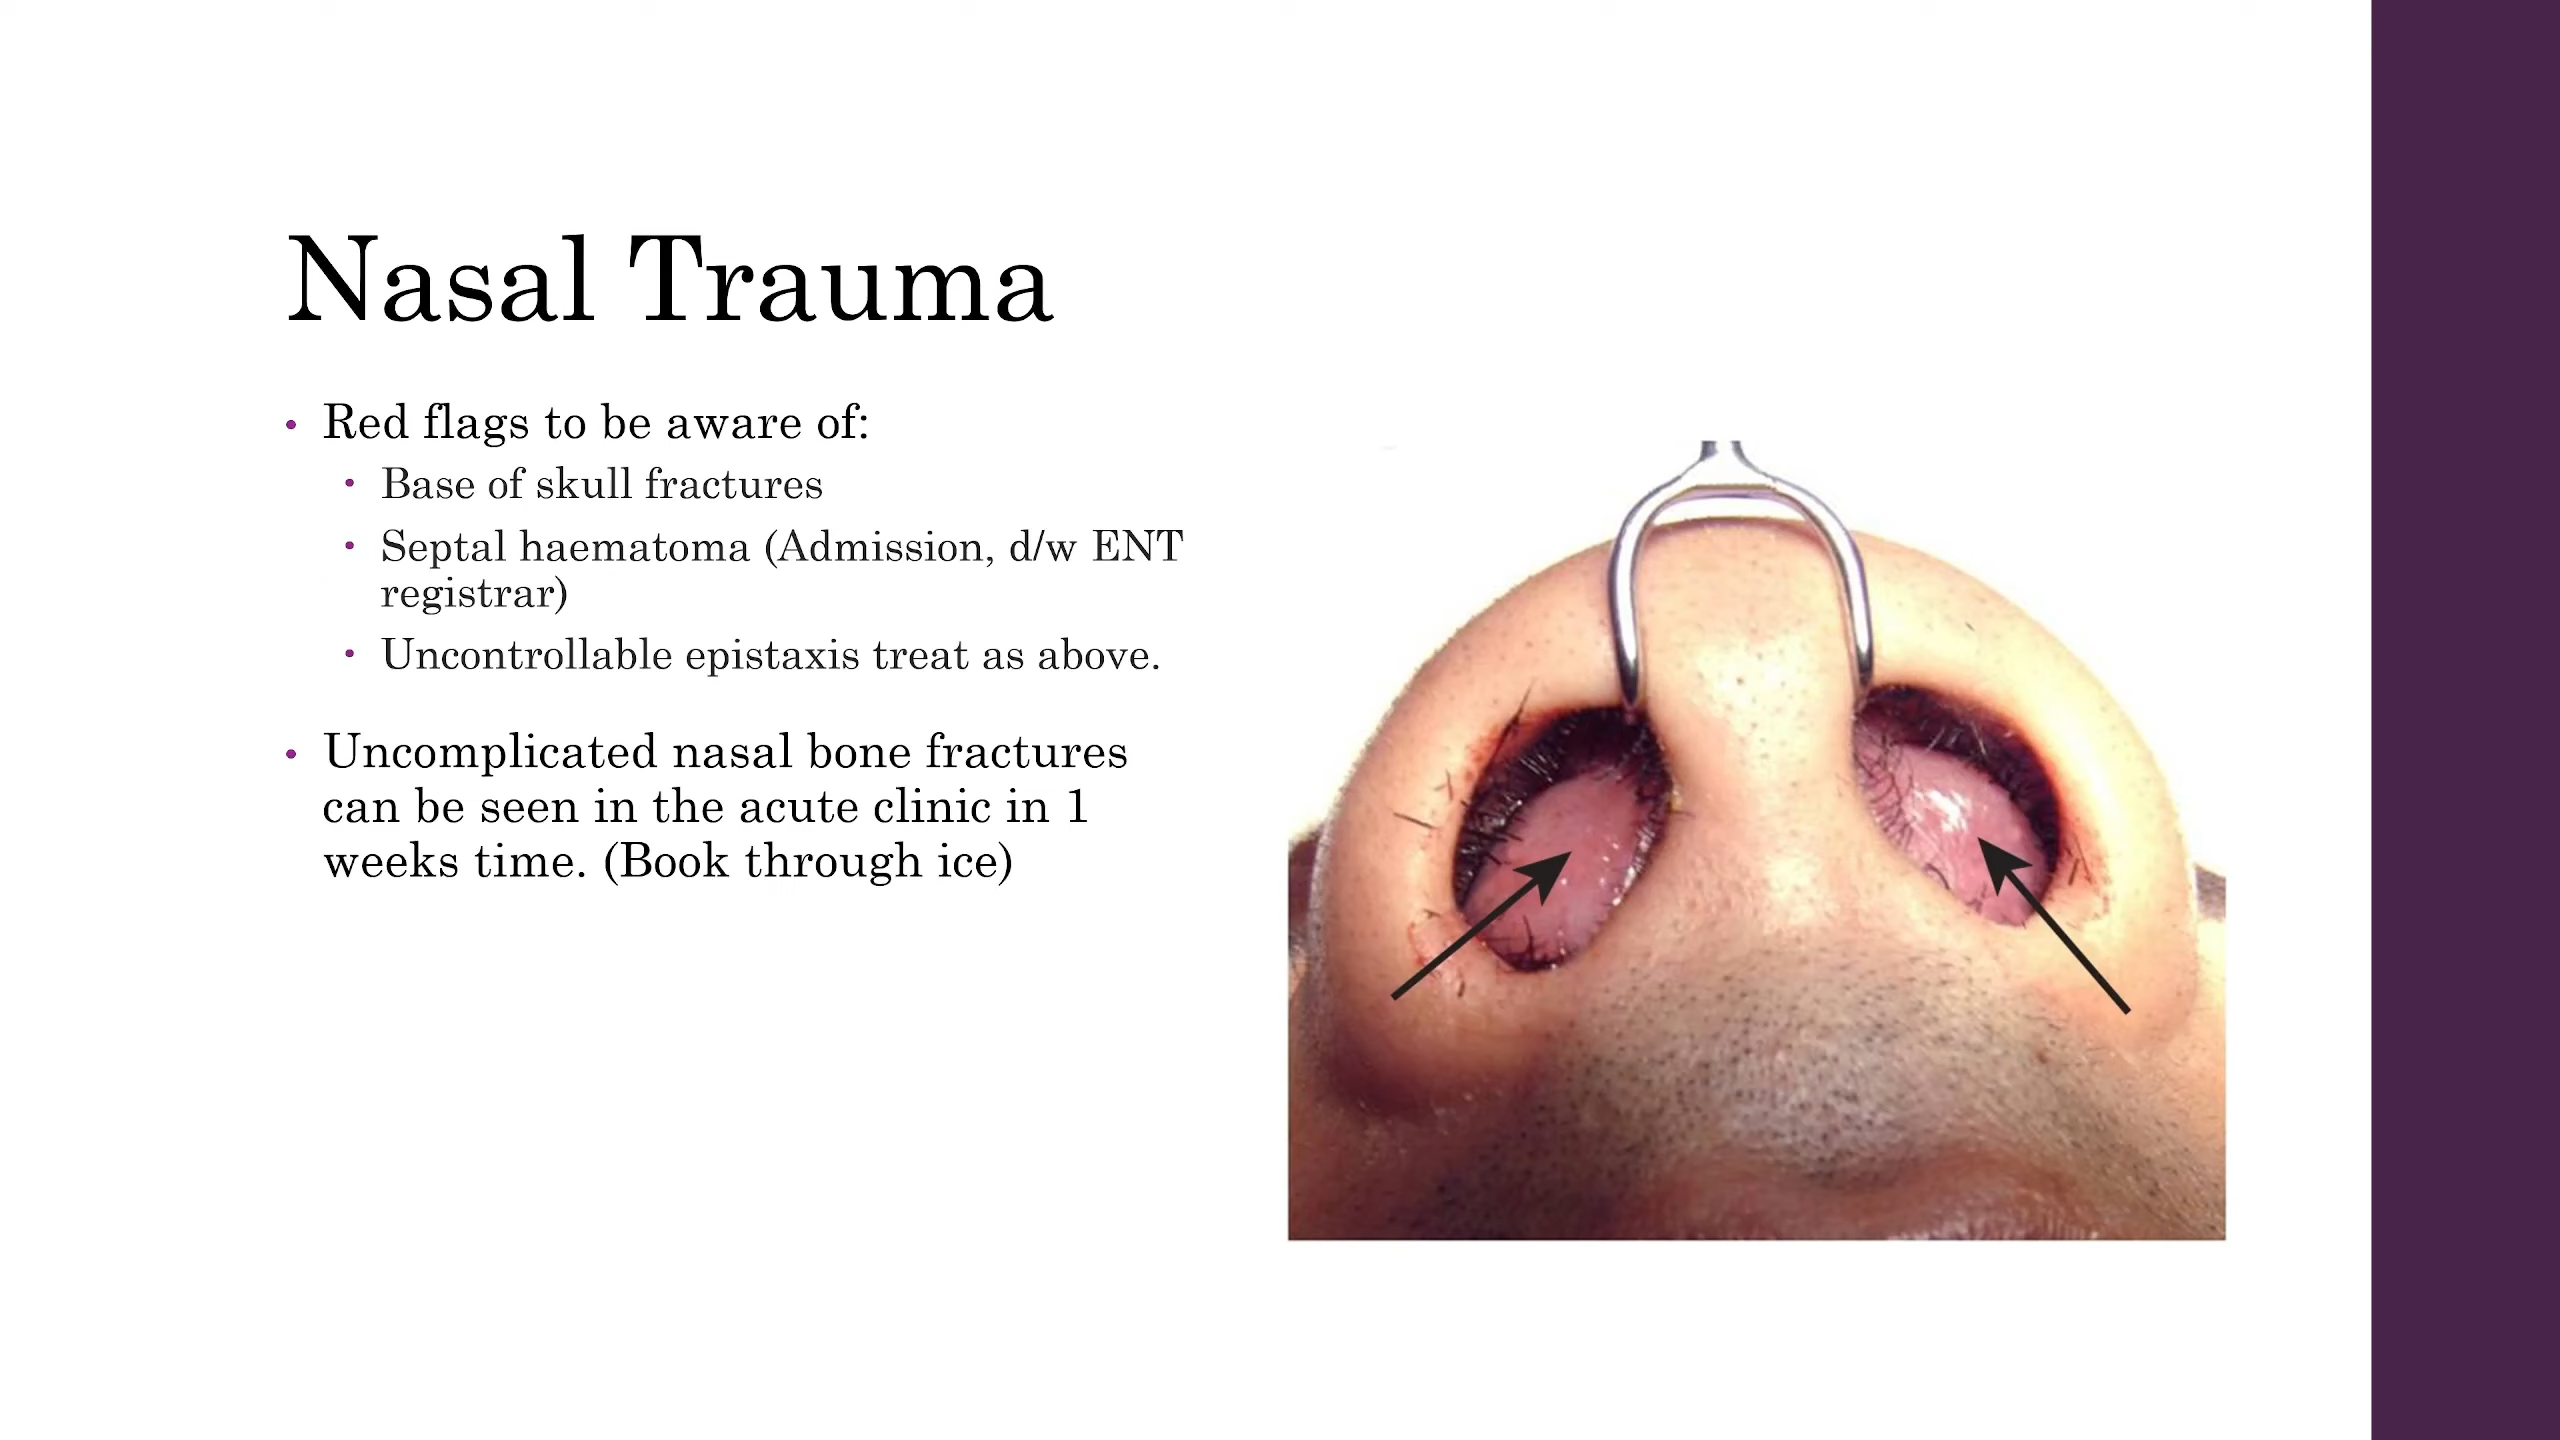 Nasal Trauma
• Red flags to be aware of:
• Base of skull fractures
• Septal haematoma (Admission, d/w ENT
registrar)
• Uncontrollable epistaxis treat as above.
• Uncomplicated nasal bone fractures
can be seen in the acute clinic in 1
weeks time. (Book through ice)